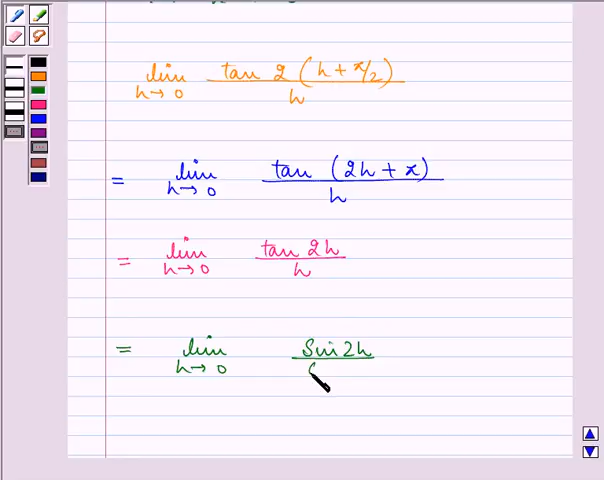 lim h→0 tan 2 (h + π/2) / h
= lim h→0 tan (2h + π) / h
= lim h→0 tan 2h / h
= lim h→0 sin 2h /